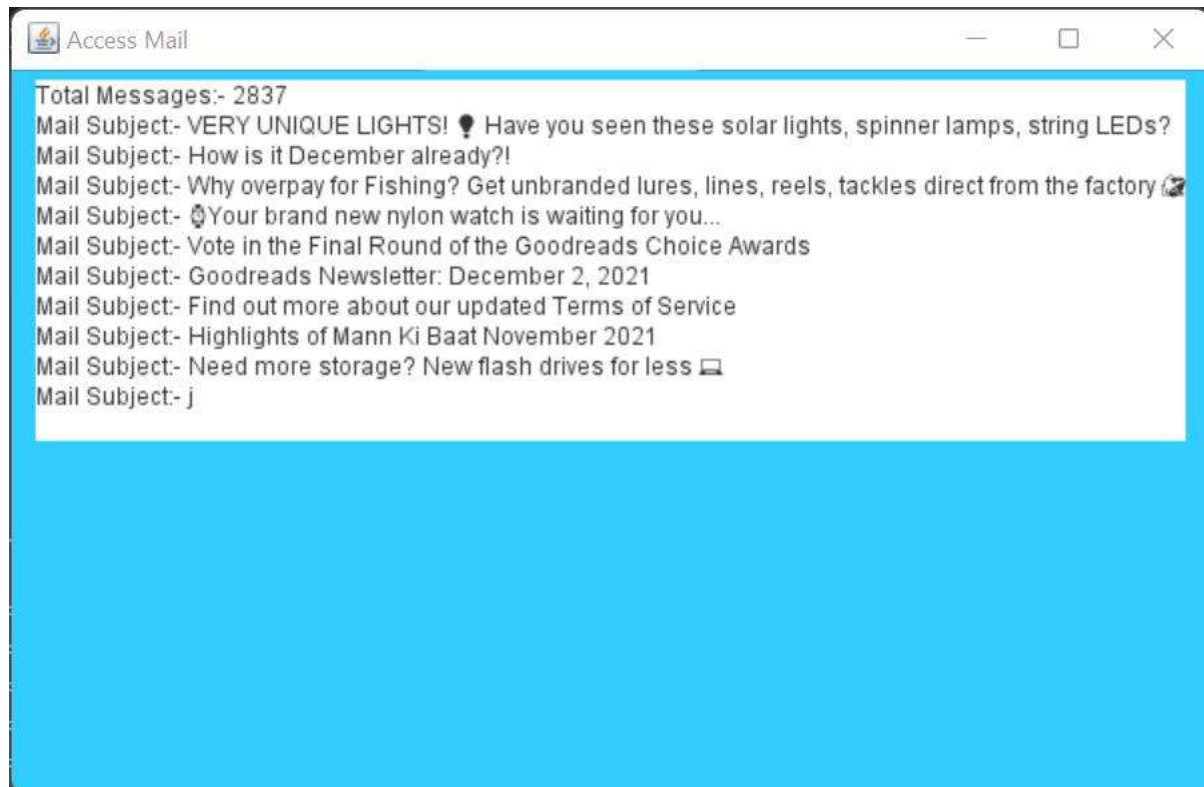 Access Mail
Total Messages:- 2837
Mail Subject:- VERY UNIQUE LIGHTS! 💡 Have you seen these solar lights, spinner lamps, string LEDs?
Mail Subject:- How is it December already?!
Mail Subject:- Why overpay for Fishing? Get unbranded lures, lines, reels, tackles direct from the factory 🎣
Mail Subject:- ⌚Your brand new nylon watch is waiting for you...
Mail Subject:- Vote in the Final Round of the Goodreads Choice Awards
Mail Subject:- Goodreads Newsletter: December 2, 2021
Mail Subject:- Find out more about our updated Terms of Service
Mail Subject:- Highlights of Mann Ki Baat November 2021
Mail Subject:- Need more storage? New flash drives for less 💻
Mail Subject:- j